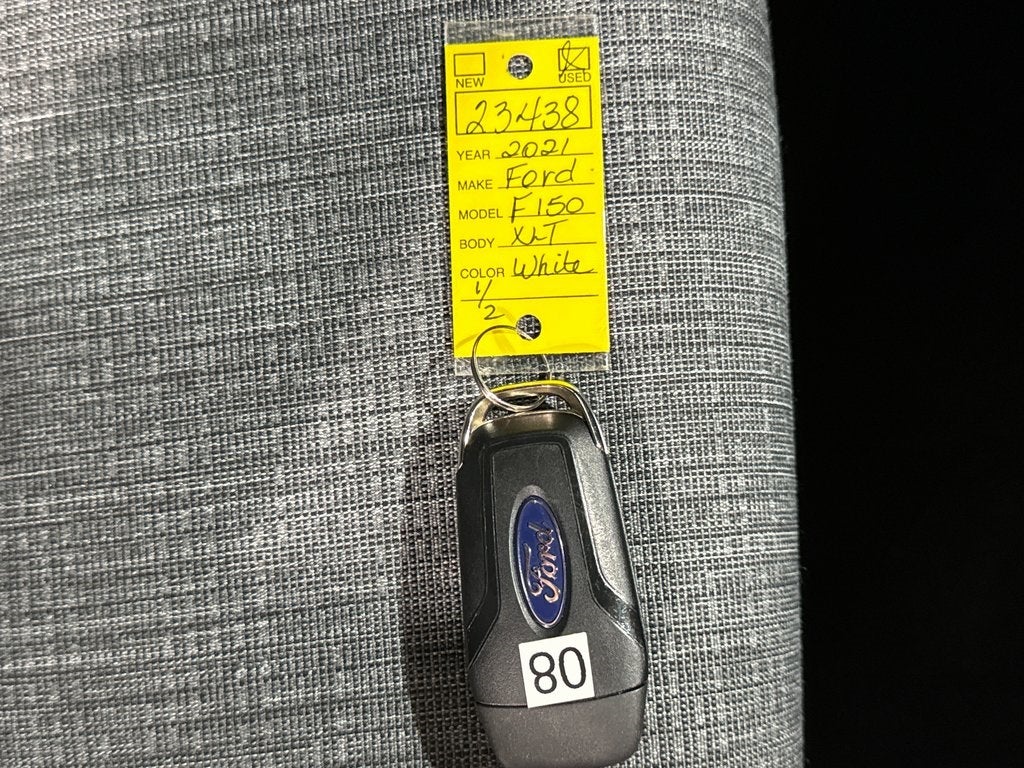 NEW USED
23438
YEAR 2021
MAKE Ford
MODEL F150
BODY XLT
COLOR White
1/2
Ford
80